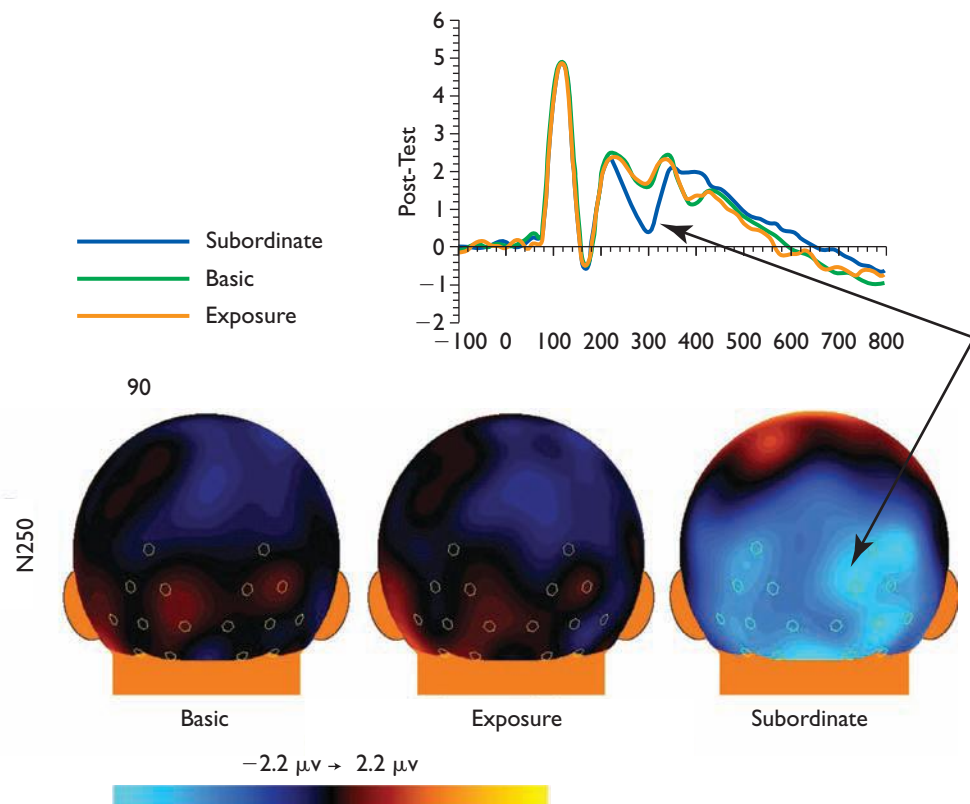 6
5
4
3
2
1
0
−1
−2
Post-Test
−100 0 100 200 300 400 500 600 700 800
Subordinate
Basic
Exposure
90
N250
Basic Exposure Subordinate
−2.2 μv → 2.2 μv